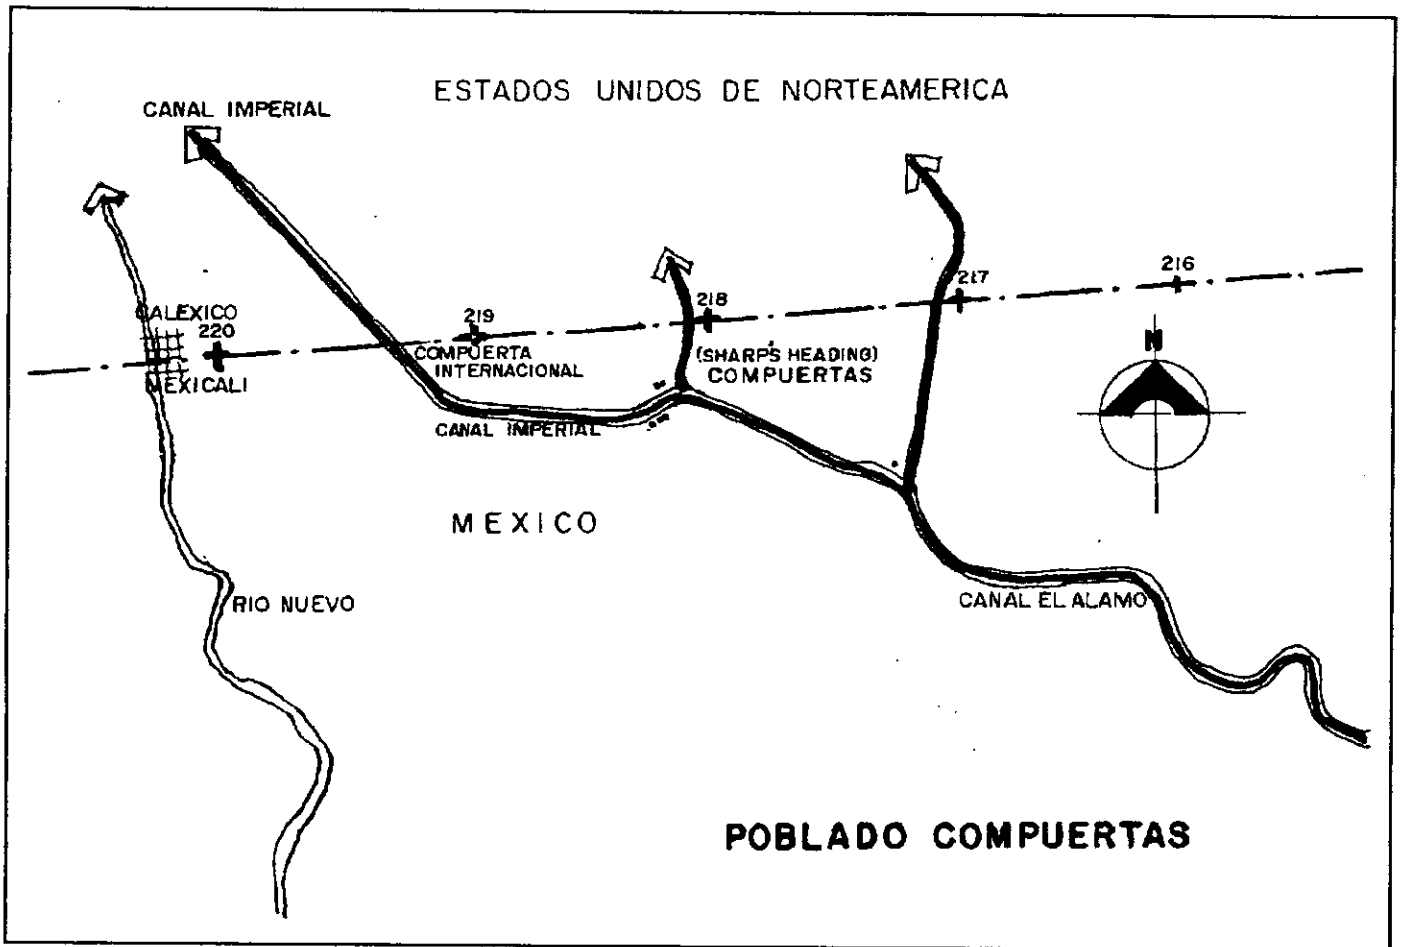 ESTADOS UNIDOS DE NORTEAMERICA
CANAL IMPERIAL
216
217
218
219
CALEXICO
220
COMPUERTA
INTERNACIONAL
(SHARP'S HEADING)
COMPUERTAS
N
MEXICALI
CANAL IMPERIAL
MEXICO
RIO NUEVO
CANAL EL ALAMO
POBLADO COMPUERTAS